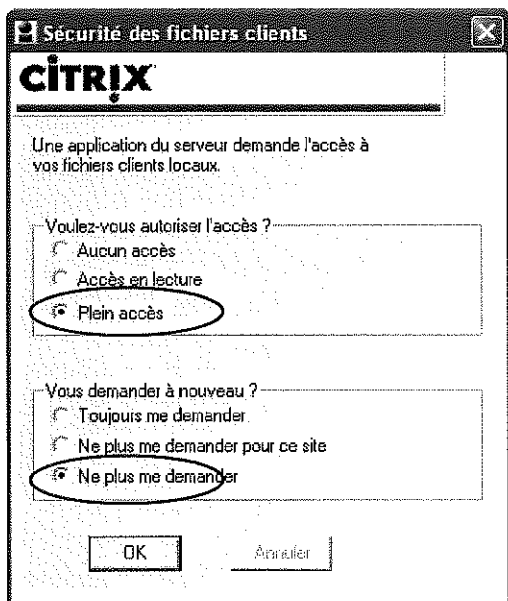 Sécurité des fichiers clients
CİTRIX
Une application du serveur demande l'accès à
vos fichiers clients locaux.
Voulez-vous autoriser l'accès ?
Aucun accès
Accès en lecture
Plein accès
Vous demander à nouveau ?
Toujours me demander
Ne plus me demander pour ce site
Ne plus me demander
OK
Annuler